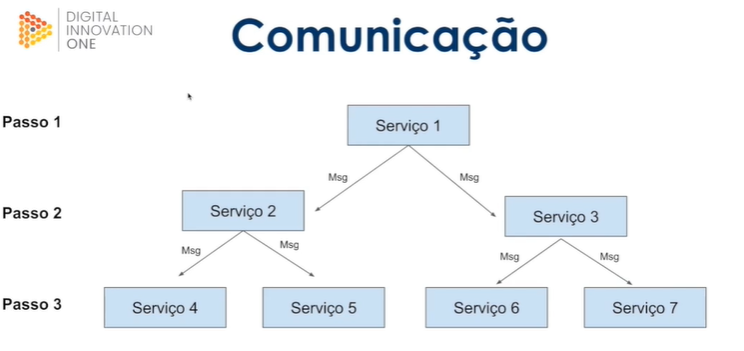 DIGITAL
INNOVATION
ONE
Comunicação
Passo 1
Serviço 1
Msg
Msg
Passo 2
Serviço 2
Serviço 3
Msg
Msg
Msg
Msg
Passo 3
Serviço 4
Serviço 5
Serviço 6
Serviço 7